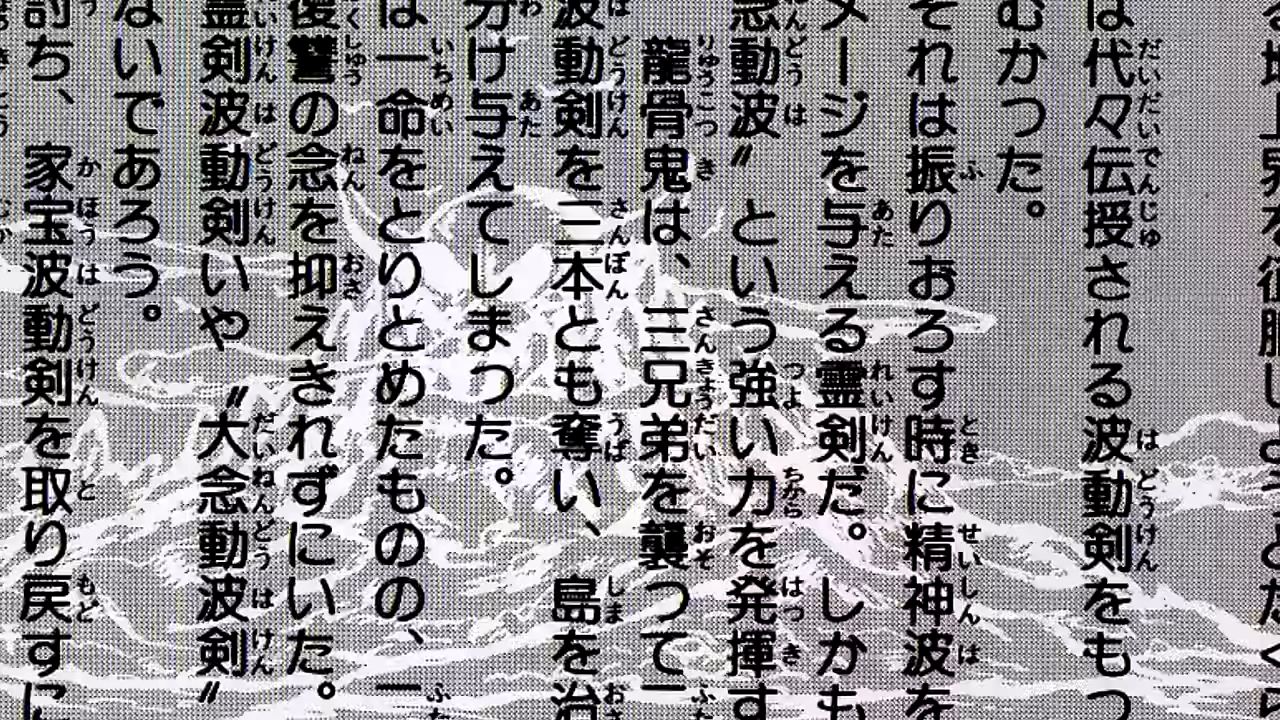 る地上界を征服しようとたくら
は代々伝授される波動剣をもつ
むかった。
それは振りおろす時に精神波を
メージを与える霊剣だ。しかも
念動波〃という強い力を発揮す
龍骨鬼は、三兄弟を襲って二
波動剣を三本とも奪い、島を治
分け与えてしまった。
は一命をとりとめたものの、二
復讐の念を抑えきれずにいた。
霊剣波動剣いや〃大念動波剣〃
ないであろう。
討ち、家宝波動剣を取り戻すに